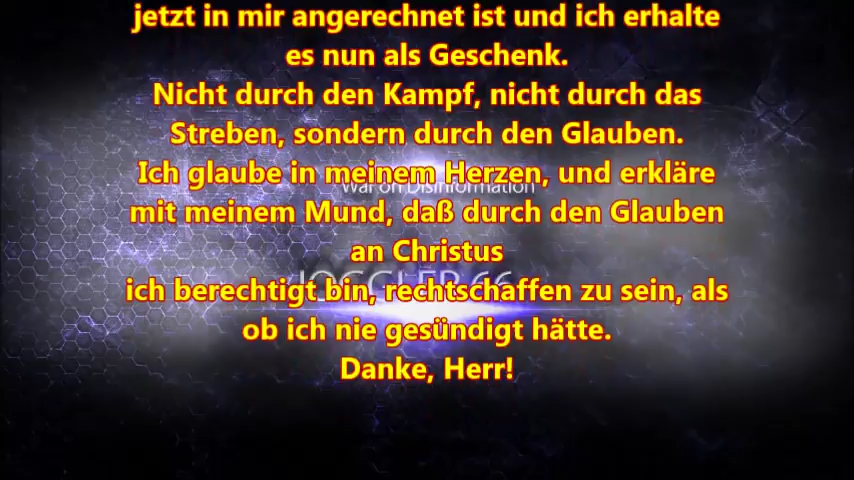 jetzt in mir angerechnet ist und ich erhalte
es nun als Geschenk.
Nicht durch den Kampf, nicht durch das
Streben, sondern durch den Glauben.
Ich glaube in meinem Herzen, und erkläre
War on Disinformation
mit meinem Mund, daß durch den Glauben
an Christus
JOGGLER 66
ich berechtigt bin, rechtschaffen zu sein, als
ob ich nie gesündigt hätte.
Danke, Herr!